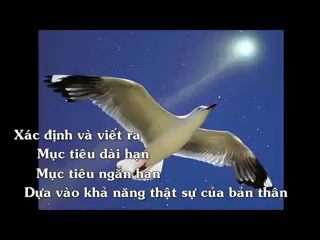 Xác định và viết ra
Mục tiêu dài hạn
Mục tiêu ngắn hạn
Dựa vào khả năng thật sự của bản thân